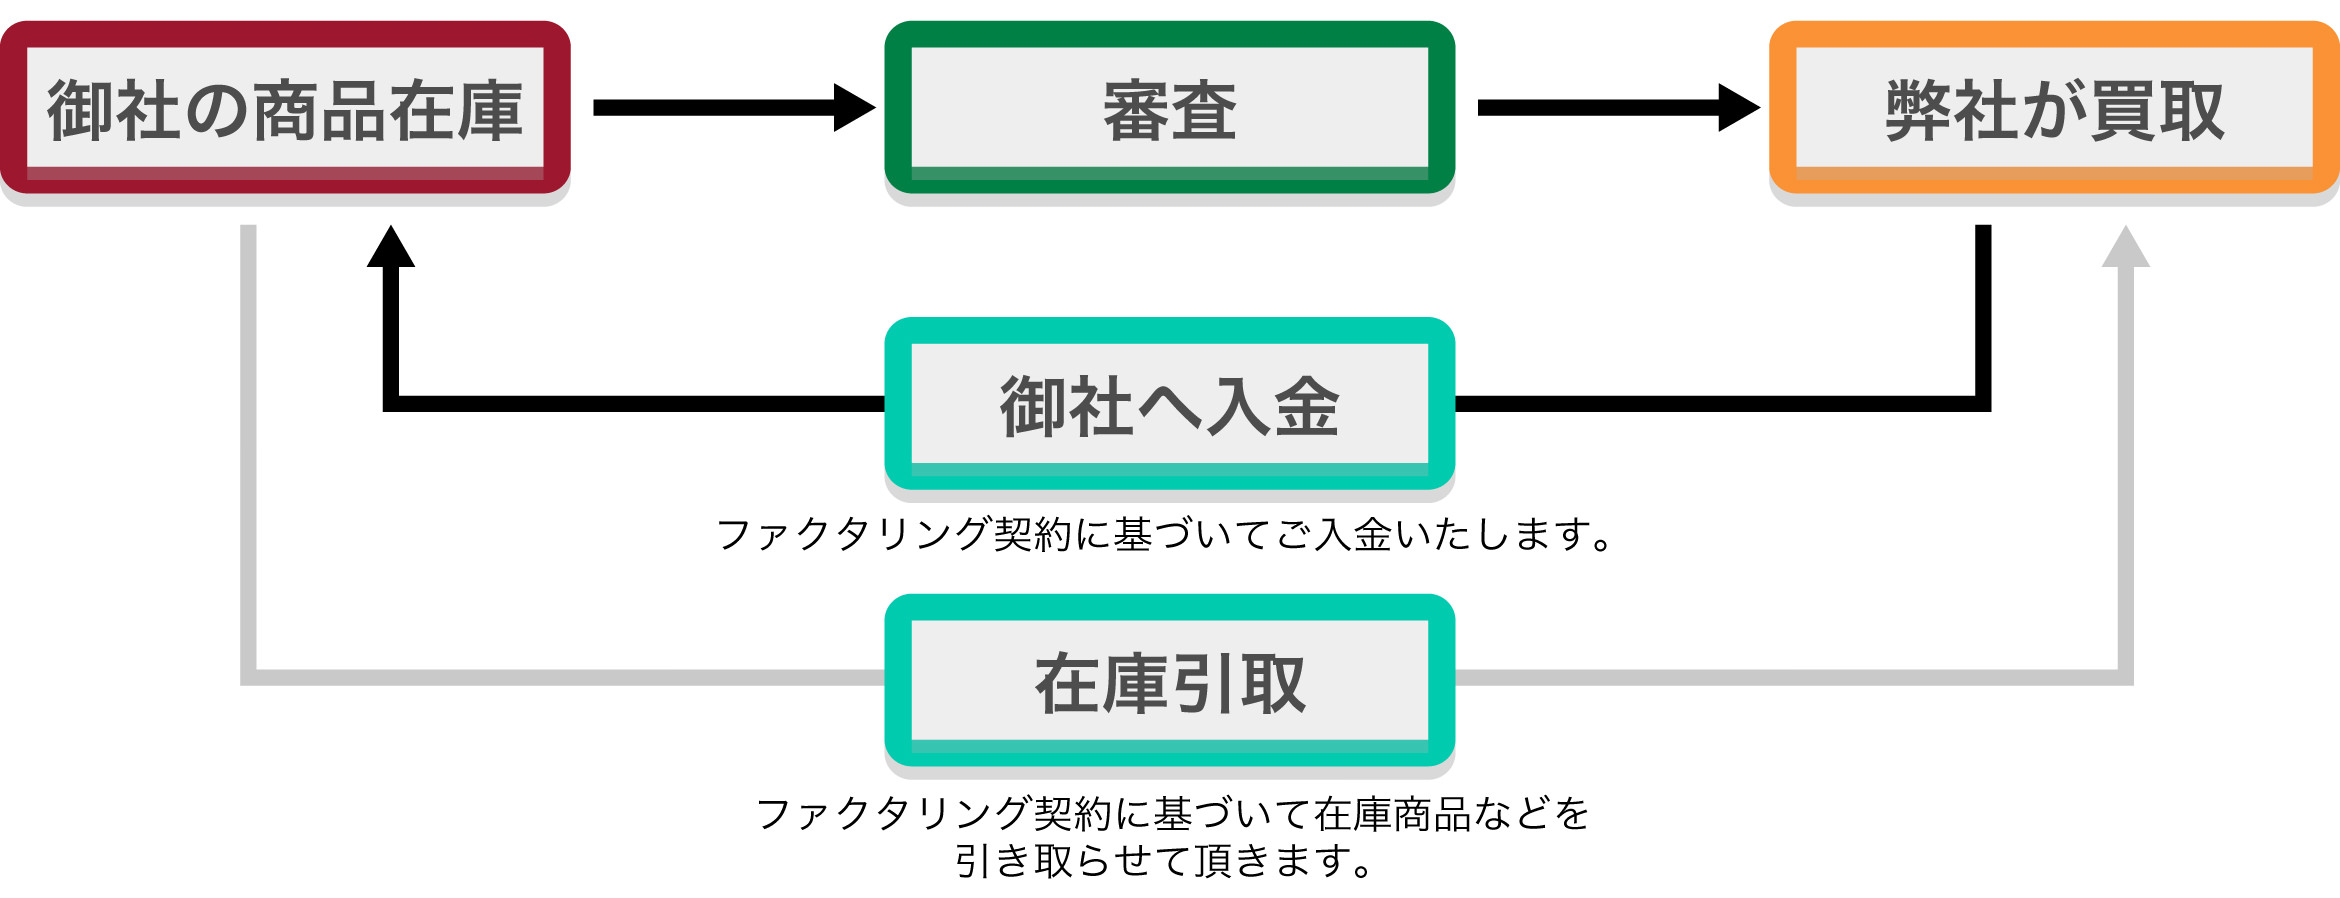 御社の商品在庫
審査
弊社が買取
御社へ入金
ファクタリング契約に基づいてご入金いたします。
在庫引取
ファクタリング契約に基づいて在庫商品などを
引き取らせて頂きます。